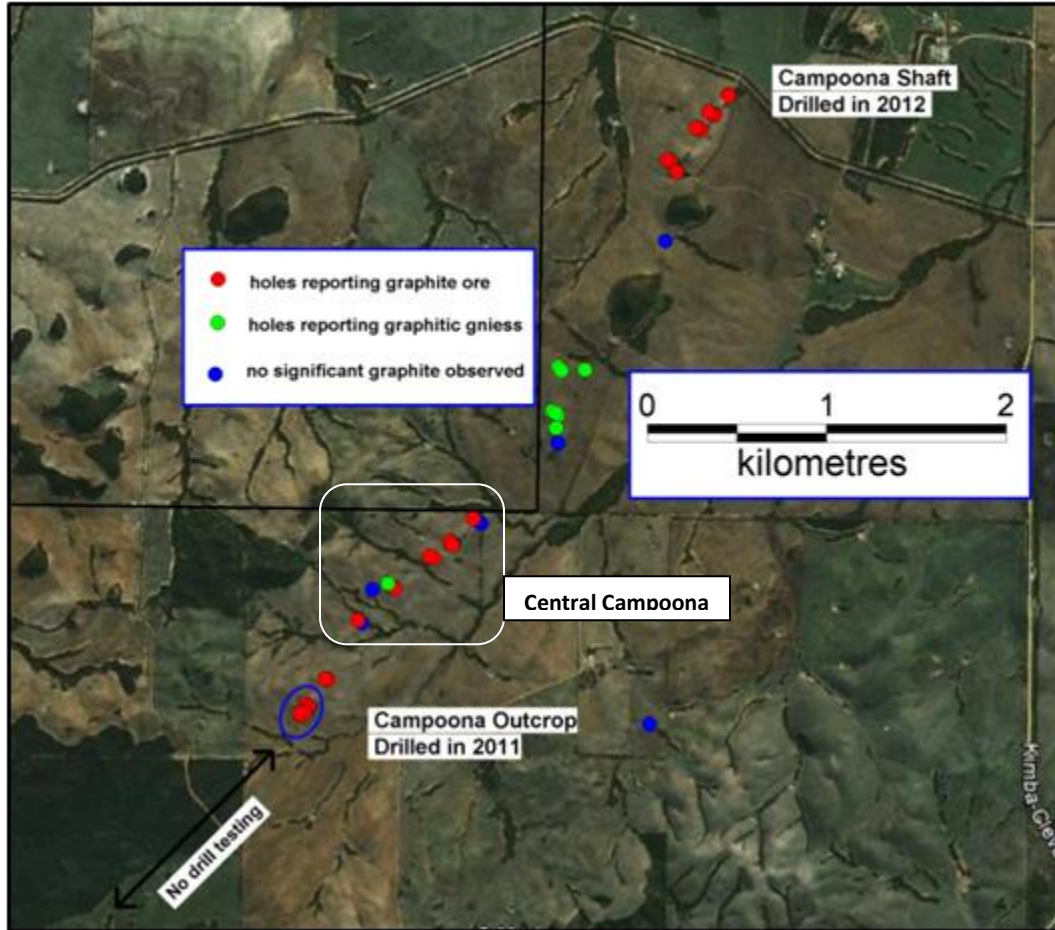 Campoona Shaft
Drilled in 2012
holes reporting graphite ore
holes reporting graphitic gniess
no significant graphite observed
0 1 2
kilometres
Central Campoona
Campoona Outcrop
Drilled in 2011
No drill testing